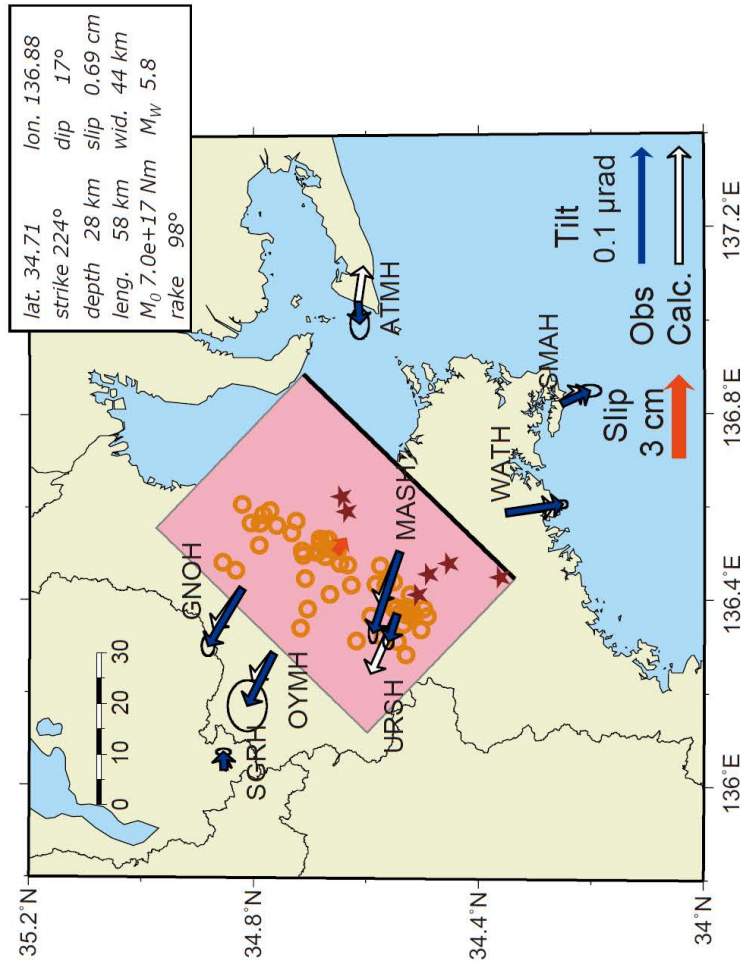 lat. 34.71 lon. 136.88
strike 224° dip 17°
depth 28 km slip 0.69 cm
leng. 58 km wid. 44 km
M0 7.0e+17 Nm MW 5.8
rake 98°
35.2°N
34.8°N
34.4°N
34°N
136°E
136.4°E
136.8°E
137.2°E
0 10 20 30
GNOH
OYMH
SGRH
URSH
MASH
WATH
SMAH
ATMH
Slip
3 cm
Tilt
0.1 μrad
Obs
Calc.